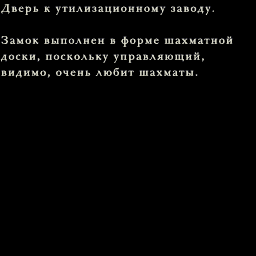 Дверь к утилизационному заводу.
Замок выполнен в форме шахматной
доски, поскольку управляющий,
видимо, очень любит шахматы.